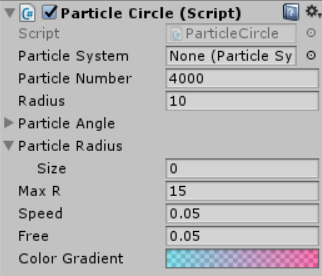 Particle Circle (Script)
Script ParticleCircle
Particle System None (Particle Sy
Particle Number 4000
Radius 10
Particle Angle
Particle Radius
Size 0
Max R 15
Speed 0.05
Free 0.05
Color Gradient